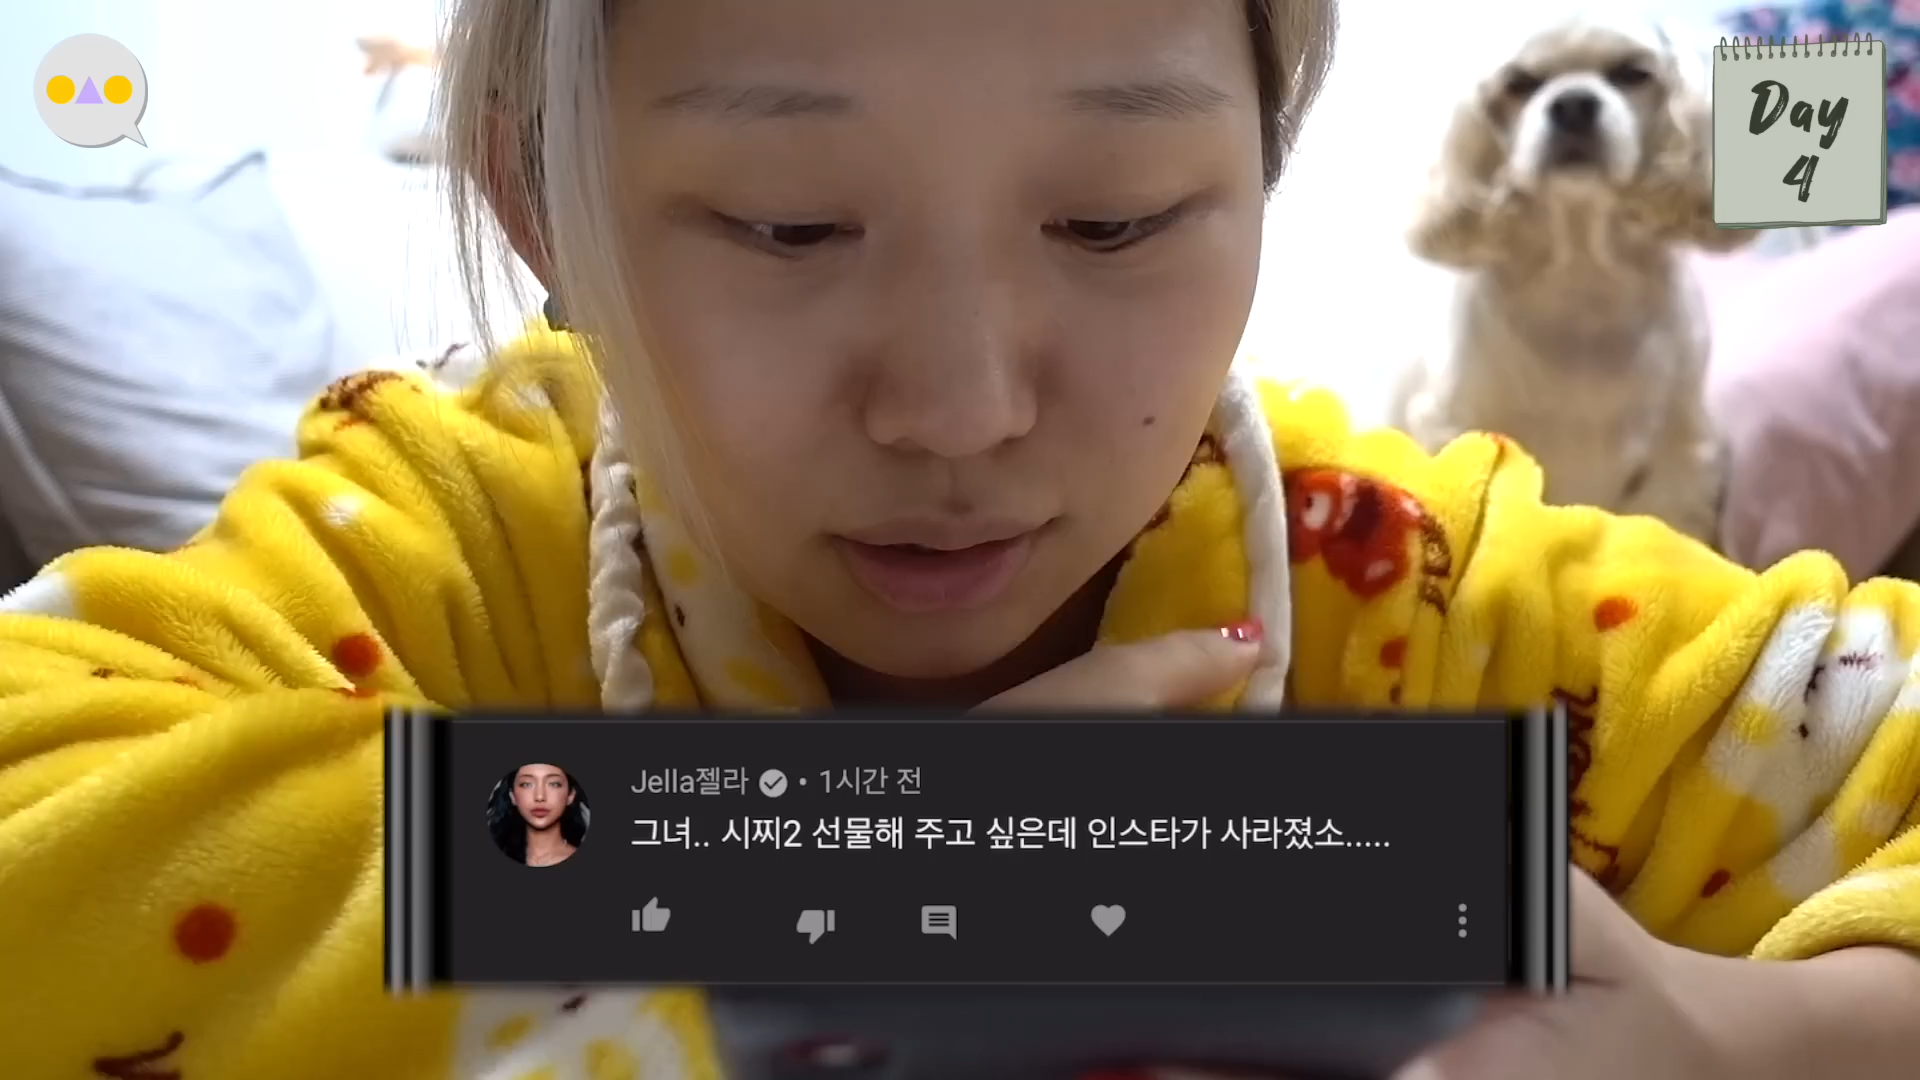 Day
4
Jella젤라 • 1시간 전
그녀.. 시찌2 선물해 주고 싶은데 인스타가 사라졌소.....